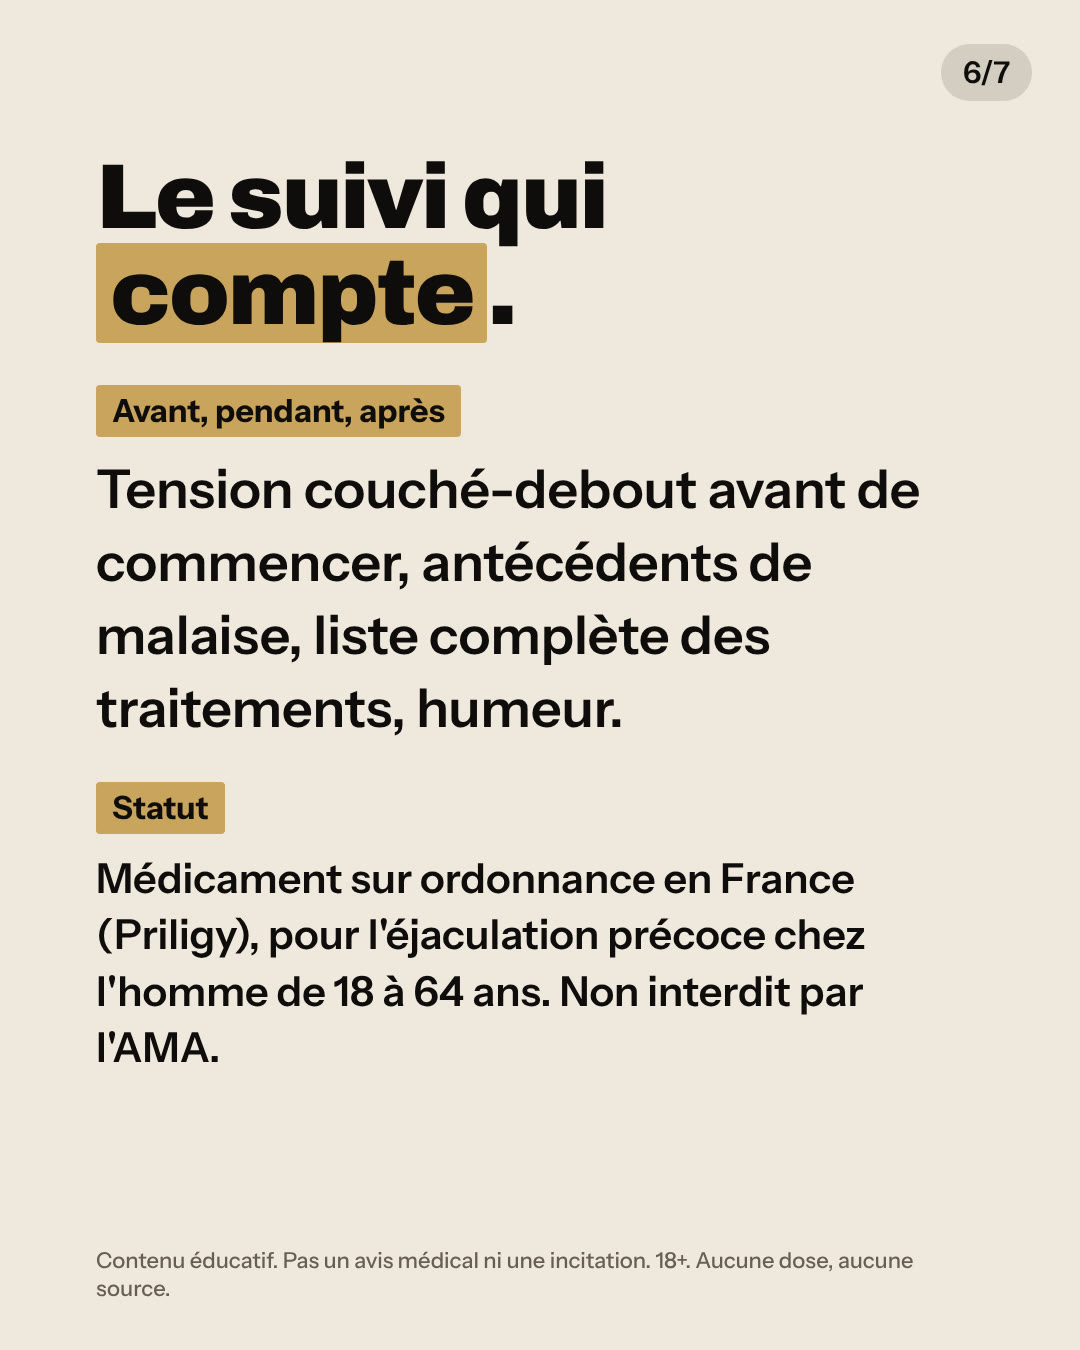 6/7
Le suivi qui
compte.
Avant, pendant, après
Tension couché-debout avant de
commencer, antécédents de
malaise, liste complète des
traitements, humeur.
Statut
Médicament sur ordonnance en France
(Priligy), pour l'éjaculation précoce chez
l'homme de 18 à 64 ans. Non interdit par
l'AMA.
Contenu éducatif. Pas un avis médical ni une incitation. 18+. Aucune dose, aucune
source.